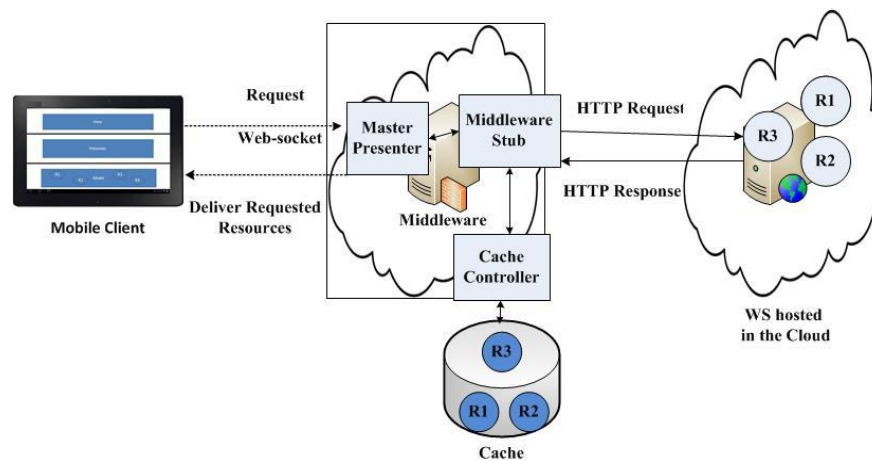 Request
Web-socket
Deliver Requested
Resources
Mobile Client
Master
Presenter
Middleware
Stub
Middleware
Cache
Controller
R3
R1
R2
Cache
HTTP Request
HTTP Response
R1
R3
R2
WS hosted
in the Cloud